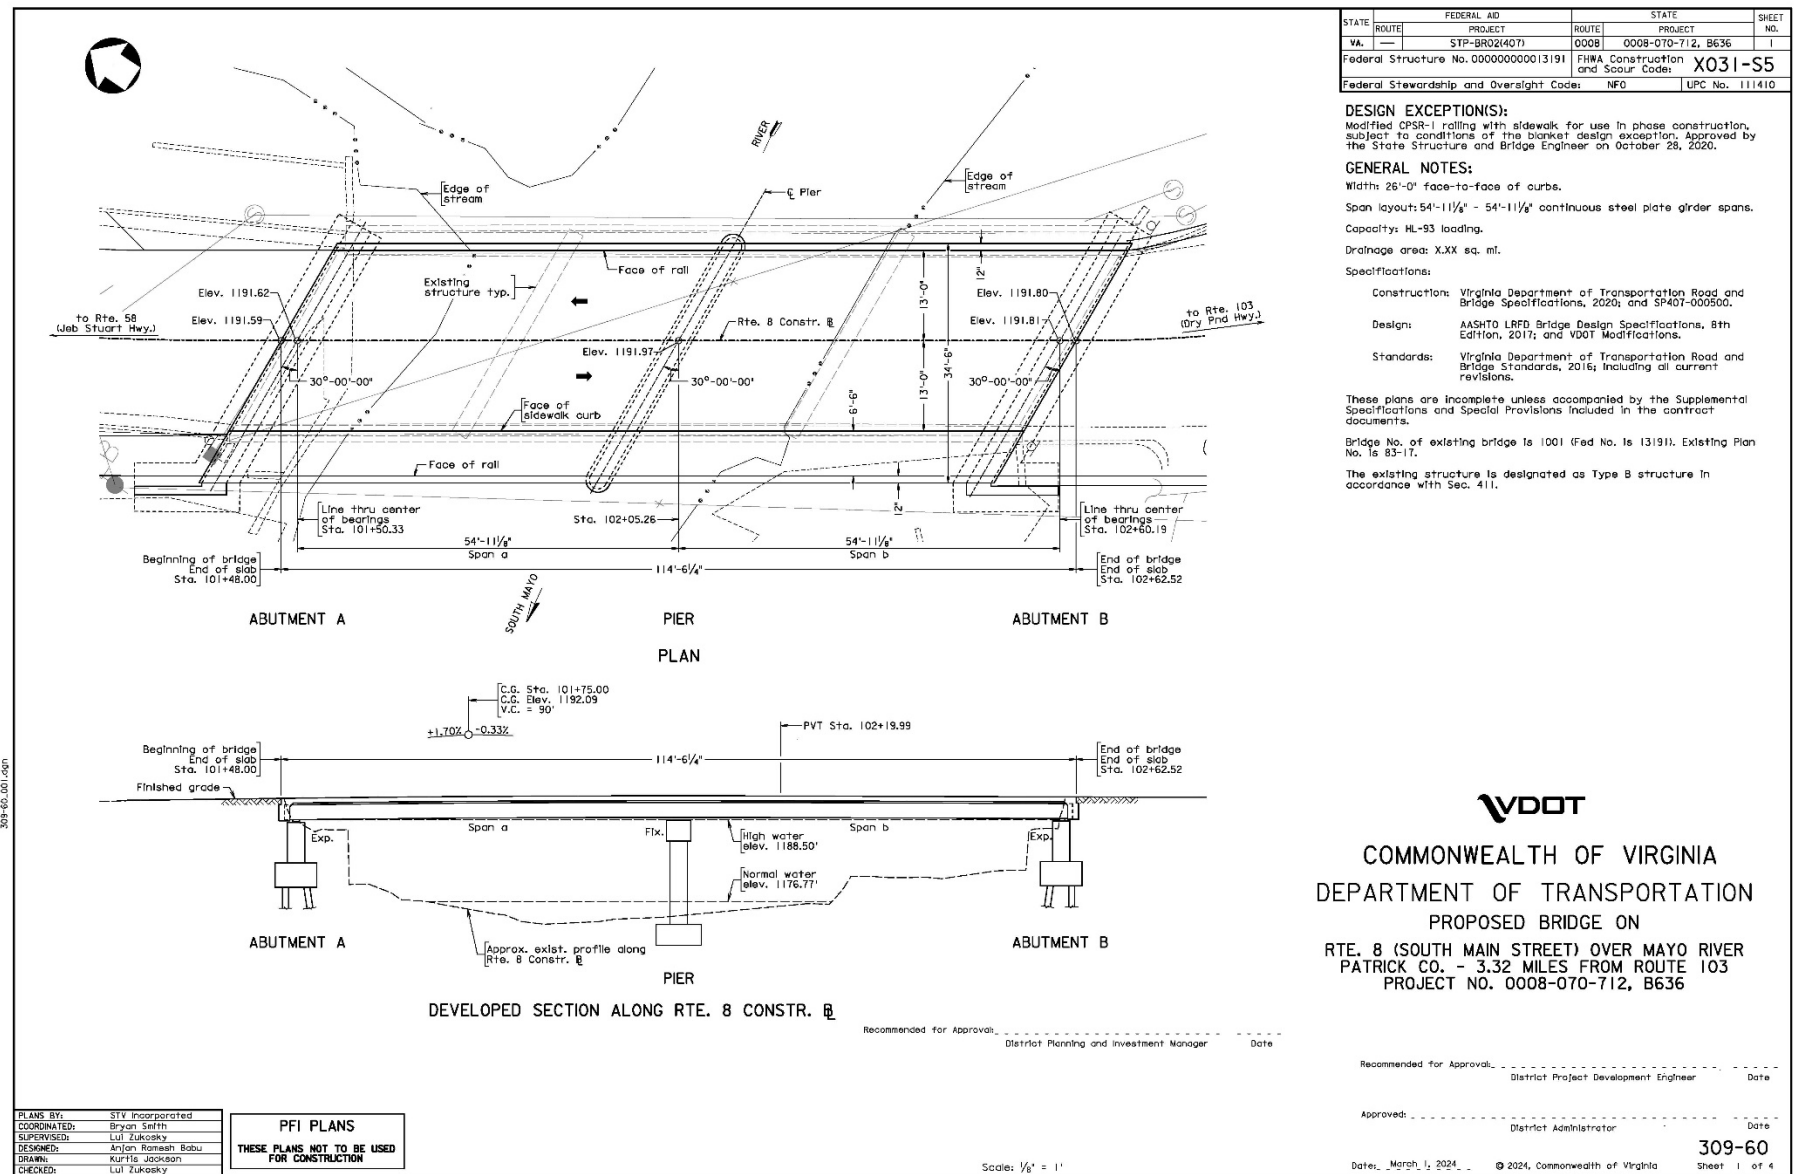 STATE
FEDERAL AID
STATE
SHEET NO.
ROUTE
PROJECT
ROUTE
PROJECT
VA.
—
STP-BR02(407)
0008
0008-070-712, B636
1
Federal Structure No. 000000000013191
FHWA Construction and Scour Code:
X031-S5
Federal Stewardship and Oversight Code:
NFO
UPC No. 111410
DESIGN EXCEPTION(S):
Modified CPSR-1 railing with sidewalk for use in phase construction,
subject to conditions of the blanket design exception. Approved by
the State Structure and Bridge Engineer on October 28, 2020.
GENERAL NOTES:
Width: 26'-0" face-to-face of curbs.
Span layout: 54'-11⅛" - 54'-11⅛" continuous steel plate girder spans.
Capacity: HL-93 loading.
Drainage area: X.XX sq. mi.
Specifications:
Construction: Virginia Department of Transportation Road and
Bridge Specifications, 2020; and SP407-000500.
Design: AASHTO LRFD Bridge Design Specifications, 8th
Edition, 2017; and VDOT Modifications.
Standards: Virginia Department of Transportation Road and
Bridge Standards, 2016; including all current
revisions.
These plans are incomplete unless accompanied by the Supplemental
Specifications and Special Provisions included in the contract
documents.
Bridge No. of existing bridge is 1001 (Fed No. is 13191). Existing Plan
No. is 83-17.
The existing structure is designated as Type B structure in
accordance with Sec. 411.
RIVER
Edge of
stream
℄ Pier
Edge of
stream
Face of rail
Existing
structure typ.
12"
13'-0"
Elev. 1191.62
Elev. 1191.80
to Rte. 58
(Jeb Stuart Hwy.)
Elev. 1191.59
Rte. 8 Constr. ⅊
Elev. 1191.81
to Rte. 103
(Dry Pnd Hwy.)
Elev. 1191.97
34'-6"
30°-00'-00"
30°-00'-00"
30°-00'-00"
13'-0"
6'-6"
Face of
sidewalk curb
Face of rail
12"
Line thru center
of bearings
Sta. 101+50.33
Sta. 102+05.26
Line thru center
of bearings
Sta. 102+60.19
54'-11⅛"
Span a
54'-11⅛"
Span b
Beginning of bridge
End of slab
Sta. 101+48.00
114'-6¼"
End of bridge
End of slab
Sta. 102+62.52
SOUTH MAYO
ABUTMENT A
PIER
ABUTMENT B
PLAN
C.G. Sta. 101+75.00
C.G. Elev. 1192.09
V.C. = 90'
+1.70%
-0.33%
PVT Sta. 102+19.99
Beginning of bridge
End of slab
Sta. 101+48.00
114'-6¼"
End of bridge
End of slab
Sta. 102+62.52
Finished grade
Span a
Span b
Exp.
Fix.
Exp.
High water
elev. 1188.50'
Normal water
elev. 1176.77'
Approx. exist. profile along
Rte. 8 Constr. ⅊
ABUTMENT A
PIER
ABUTMENT B
DEVELOPED SECTION ALONG RTE. 8 CONSTR. ⅊
VDOT
COMMONWEALTH OF VIRGINIA
DEPARTMENT OF TRANSPORTATION
PROPOSED BRIDGE ON
RTE. 8 (SOUTH MAIN STREET) OVER MAYO RIVER
PATRICK CO. - 3.32 MILES FROM ROUTE 103
PROJECT NO. 0008-070-712, B636
Recommended for Approval:
District Planning and Investment Manager
Date
Recommended for Approval:
District Project Development Engineer
Date
Approved:
District Administrator
Date
309-60
Date: March 1, 2024
© 2024, Commonwealth of Virginia
Sheet 1 of 4
Scale: ⅛" = 1'
PLANS BY: STV Incorporated
COORDINATED: Bryan Smith
SUPERVISED: Lui Zukosky
DESIGNED: Anjan Ramesh Babu
DRAWN: Kurtis Jackson
CHECKED: Lui Zukosky
PFI PLANS
THESE PLANS NOT TO BE USED
FOR CONSTRUCTION
309-60_001.dgn